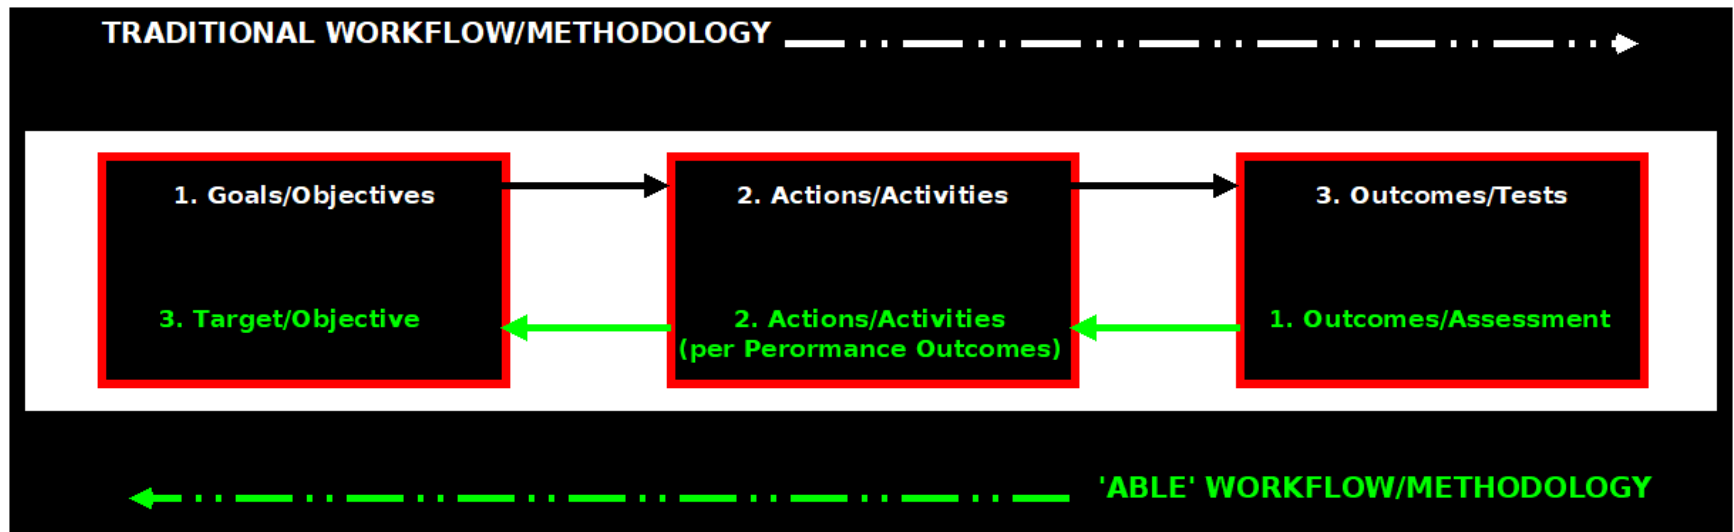 TRADITIONAL WORKFLOW/METHODOLOGY
1. Goals/Objectives
2. Actions/Activities
3. Outcomes/Tests
3. Target/Objective
2. Actions/Activities
(per Perormance Outcomes)
1. Outcomes/Assessment
'ABLE' WORKFLOW/METHODOLOGY